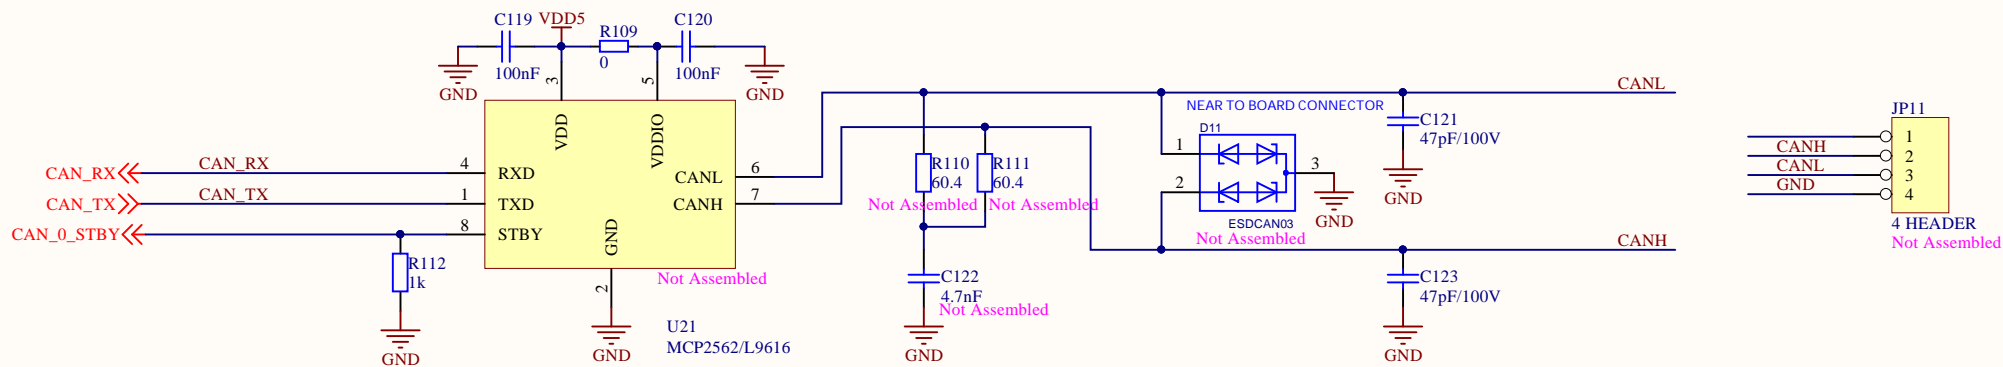 C119
VDD5
R109
0
C120
100nF
100nF
GND
GND
3
5
VDD
VDDIO
CAN_RX
CAN_RX
4
RXD
CAN_TX
CAN_TX
1
TXD
CAN_0_STBY
8
STBY
GND
CANL
6
CANH
7
2
Not Assembled
R112
1k
GND
GND
U21
MCP2562/L9616
R110
60.4
Not Assembled
R111
60.4
Not Assembled
C122
4.7nF
Not Assembled
GND
NEAR TO BOARD CONNECTOR
D11
1
2
3
ESDCAN03
Not Assembled
GND
CANL
C121
47pF/100V
GND
CANH
C123
47pF/100V
GND
JP11
1
CANH
2
CANL
3
GND
4
4 HEADER
Not Assembled